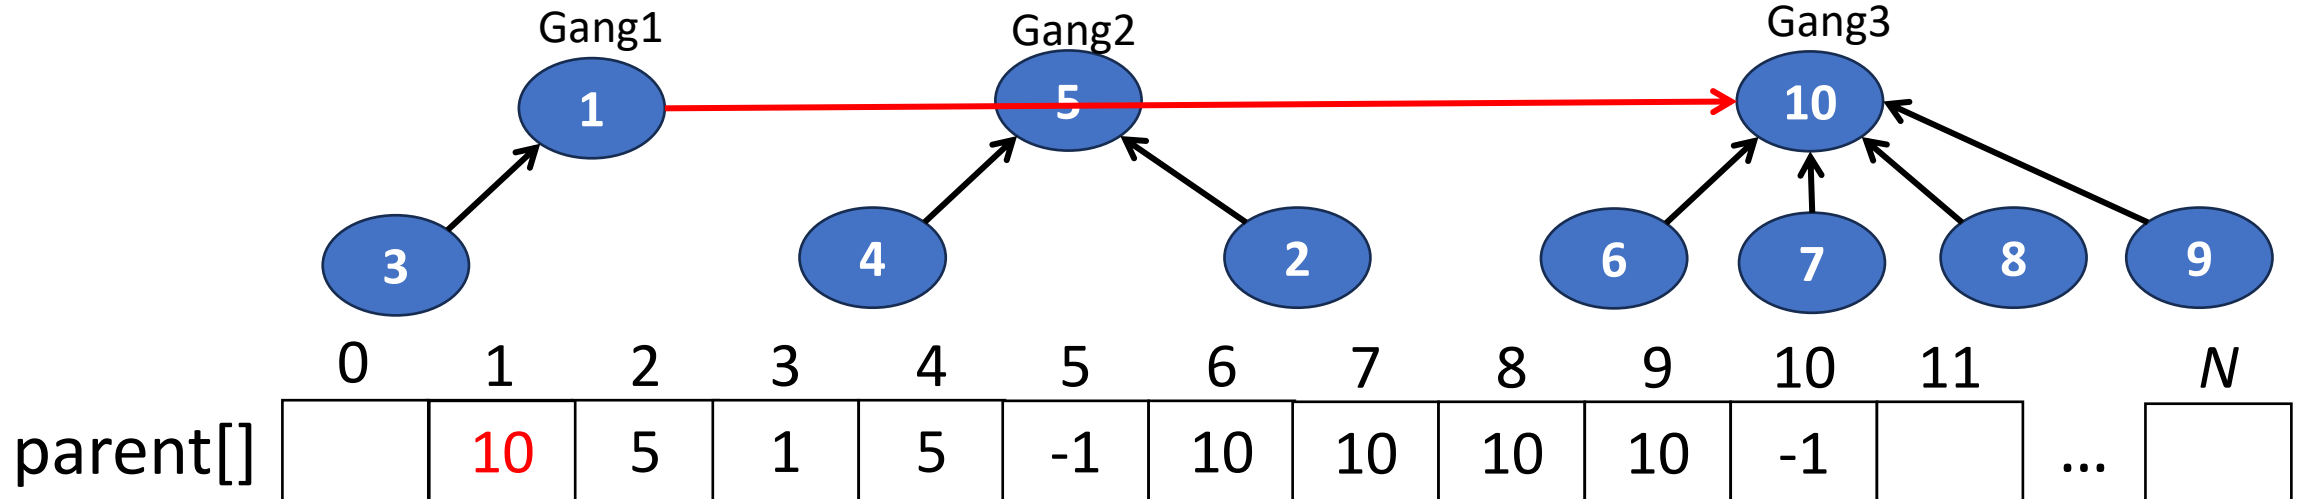 Gang1 Gang2 Gang3
1 5 10
3 4 2 6 7 8 9
0 1 2 3 4 5 6 7 8 9 10 11 N
parent[] 10 5 1 5 -1 10 10 10 10 -1 ...